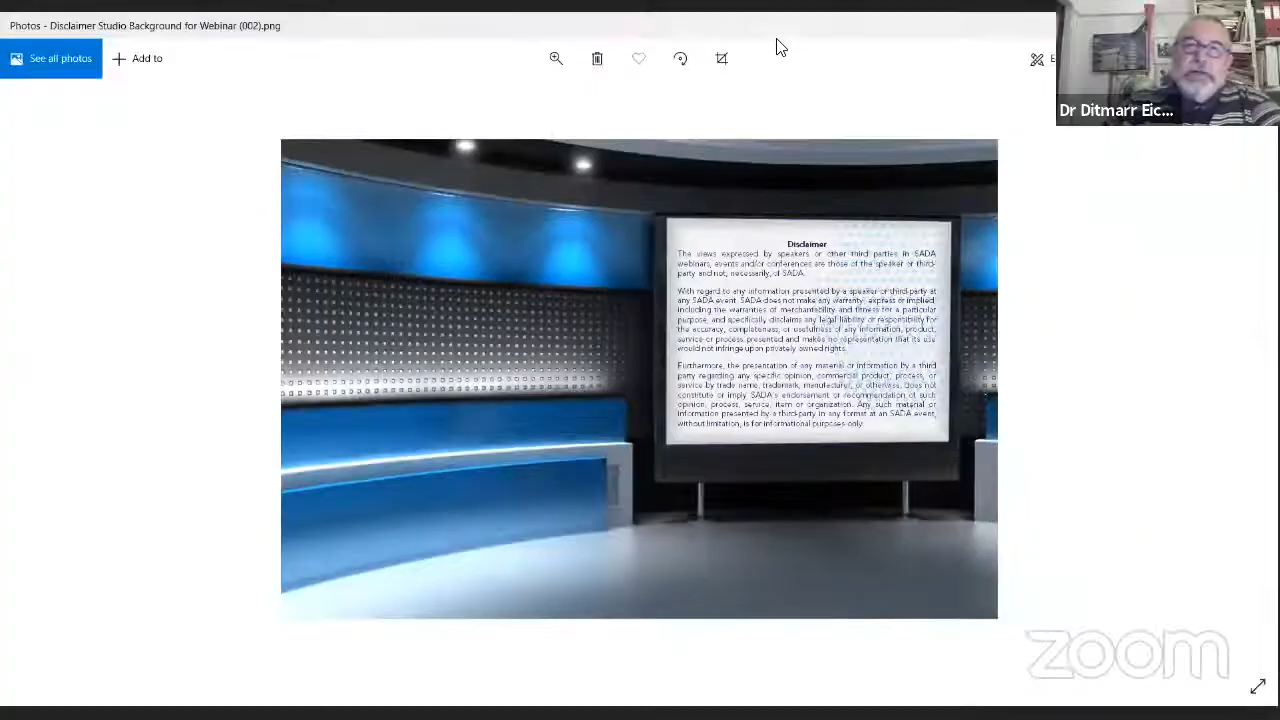 Photos - Disclaimer Studio Background for Webinar (002).png
See all photos
Add to
E
Dr Ditmarr Eic...
Disclaimer
The views expressed by speakers or other third parties in SADA
webinars, events and/or conferences are those of the speaker or third-
party and not, necessarily, of SADA.
With regard to any information presented by a speaker or third-party at
any SADA event, SADA does not make any warranty, express or implied,
including the warranties of merchantability and fitness for a particular
purpose, and specifically disclaims any legal liability or responsibility for
the accuracy, completeness, or usefulness of any information, product,
service or process presented and makes no representation that its use
would not infringe upon privately owned rights.
Furthermore, the presentation of any material or information by a third
party regarding any specific opinion, commercial product, process, or
service by trade name, trademark, manufacturer, or otherwise, does not
constitute or imply SADA's endorsement or recommendation of such
opinion, process, service, item or organization. Any such material or
information presented by a third-party in any format at an SADA event,
without limitation, is for informational purposes only.
zoom